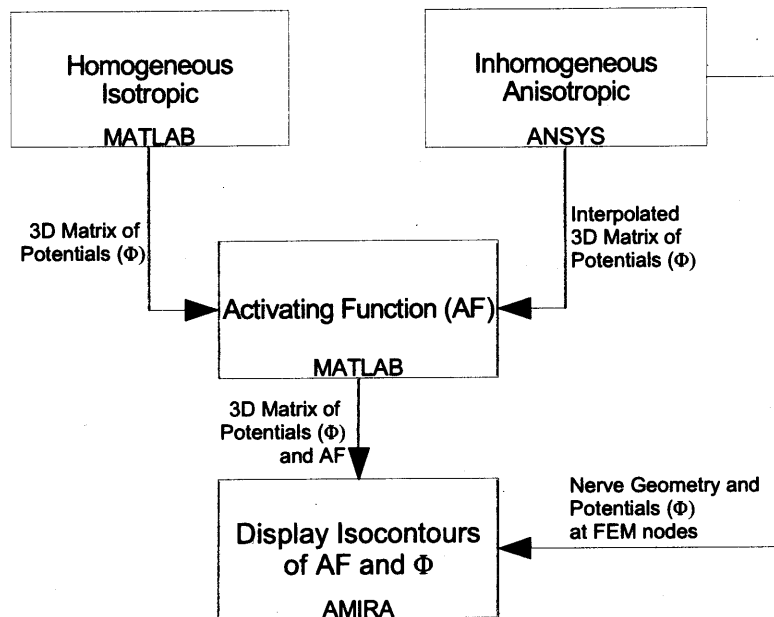 Homogeneous
Isotropic
MATLAB
Inhomogeneous
Anisotropic
ANSYS
3D Matrix of
Potentials (Φ)
Interpolated
3D Matrix of
Potentials (Φ)
Activating Function (AF)
MATLAB
3D Matrix of
Potentials (Φ)
and AF
Nerve Geometry and
Potentials (Φ)
at FEM nodes
Display Isocontours
of AF and Φ
AMIRA